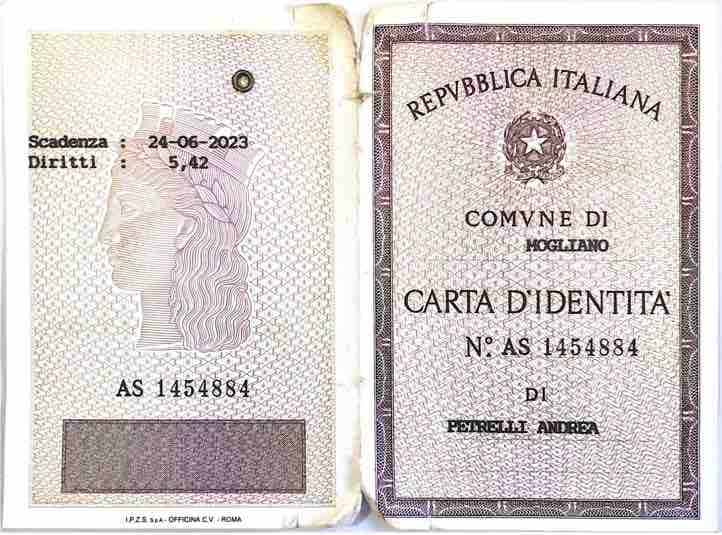 Scadenza : 24-06-2023
Diritti : 5,42
AS 1454884
I.P.Z.S. S.p.A. - OFFICINA C.V. - ROMA
REPVBBLICA ITALIANA
COMVNE DI
MOGLIANO
CARTA D'IDENTITA'
N° AS 1454884
DI
PETRELLI ANDREA